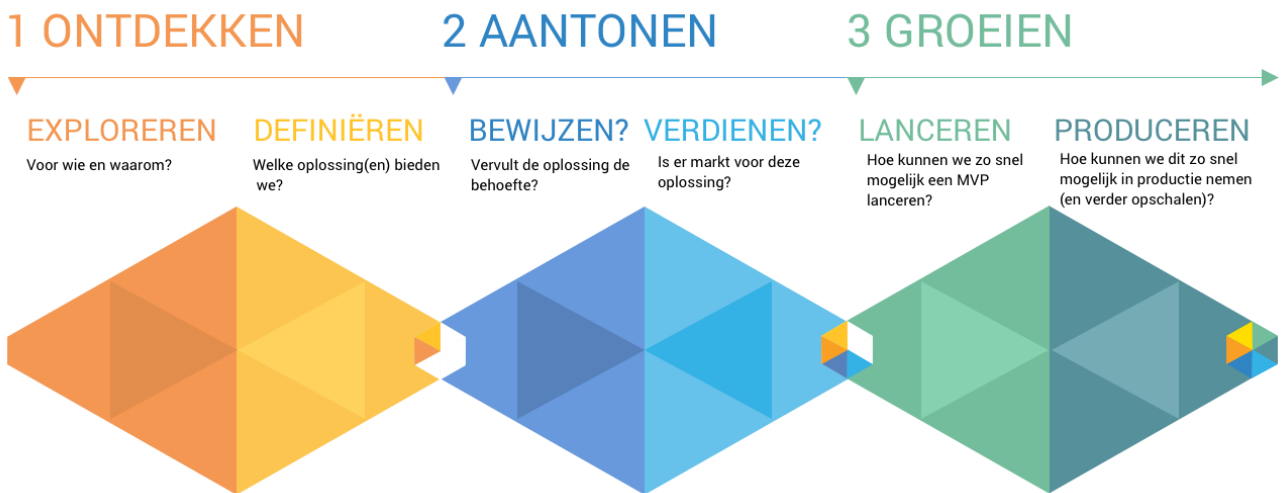 1 ONTDEKKEN
2 AANTONEN
3 GROEIEN
EXPLOREREN
Voor wie en waarom?
DEFINIËREN
Welke oplossing(en) bieden
we?
BEWIJZEN?
Vervult de oplossing de
behoefte?
VERDIENEN?
Is er markt voor deze
oplossing?
LANCEREN
Hoe kunnen we zo snel
mogelijk een MVP
lanceren?
PRODUCEREN
Hoe kunnen we dit zo snel
mogelijk in productie nemen
(en verder opschalen)?